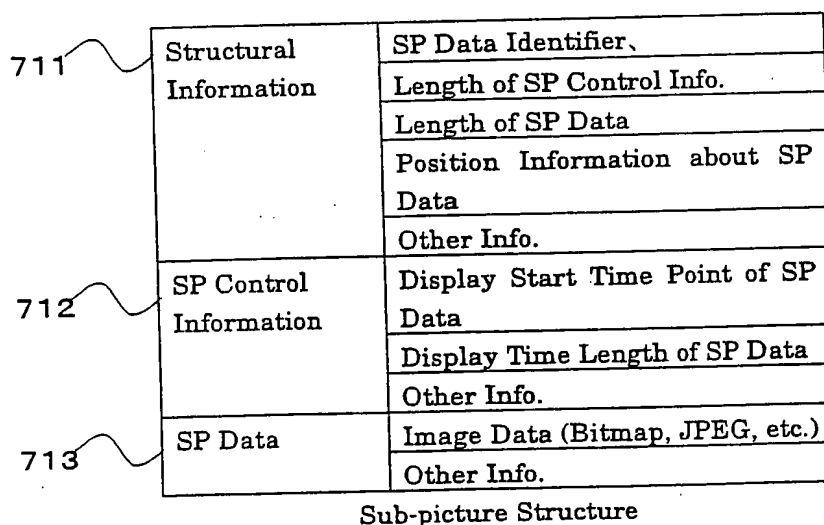 711
Structural
Information
SP Data Identifier、
Length of SP Control Info.
Length of SP Data
Position Information about SP
Data
Other Info.
712
SP Control
Information
Display Start Time Point of SP
Data
Display Time Length of SP Data
Other Info.
713
SP Data
Image Data (Bitmap, JPEG, etc.)
Other Info.
Sub-picture Structure